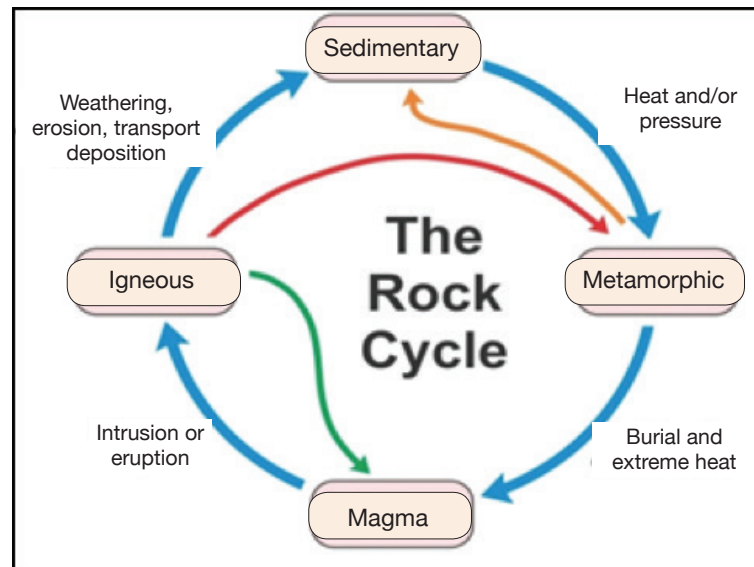 Sedimentary
Weathering,
erosion, transport
deposition
Heat and/or
pressure
The
Rock
Cycle
Igneous
Metamorphic
Intrusion or
eruption
Burial and
extreme heat
Magma